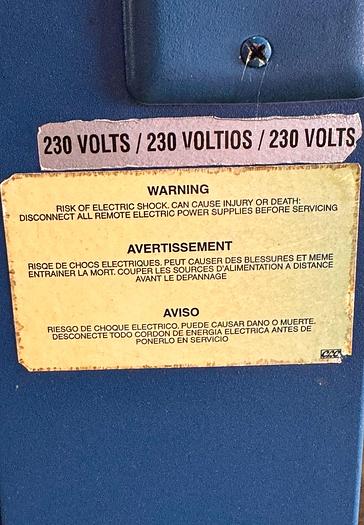 230 VOLTS / 230 VOLTIOS / 230 VOLTS
WARNING
RISK OF ELECTRIC SHOCK. CAN CAUSE INJURY OR DEATH:
DISCONNECT ALL REMOTE ELECTRIC POWER SUPPLIES BEFORE SERVICING
AVERTISSEMENT
RISQE DE CHOCS ELECTRIQUES. PEUT CAUSER DES BLESSURES ET MEME
ENTRAINER LA MORT. COUPER LES SOURCES D'ALIMENTATION A DISTANCE
AVANT LE DEPANNAGE
AVISO
RIESGO DE CHOQUE ELECTRICO. PUEDE CAUSAR DANO O MUERTE.
DESCONECTE TODO CORDON DE ENERGIA ELECTRICA ANTES DE
PONERLO EN SERVICIO